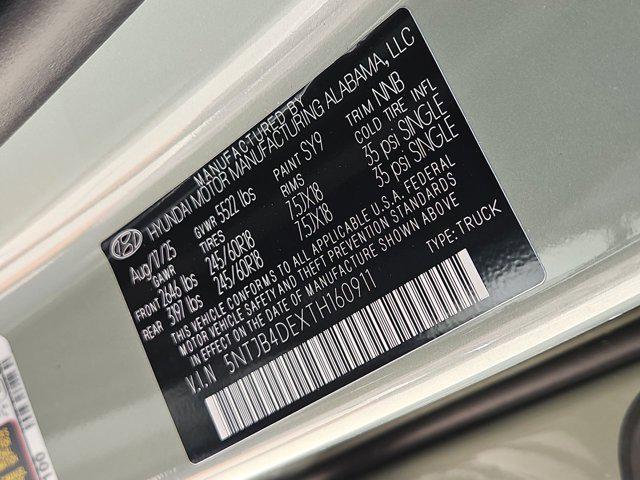 MANUFACTURED BY
HYUNDAI MOTOR MANUFACTURING ALABAMA, LLC
Aug/01/25 GVWR 5522 lbs PAINT SY9 TRIM NNB
GAWR TIRES RIMS COLD TIRE INFL
FRONT 2646 lbs 245/60R18 7.5JX18 35 psi SINGLE
REAR 3197 lbs 245/60R18 7.5JX18 35 psi SINGLE
THIS VEHICLE CONFORMS TO ALL APPLICABLE U.S.A. FEDERAL
MOTOR VEHICLE SAFETY AND THEFT PREVENTION STANDARDS
IN EFFECT ON THE DATE OF MANUFACTURE SHOWN ABOVE
V.I.N 5NTJB4DEXTH160911 TYPE: TRUCK
100